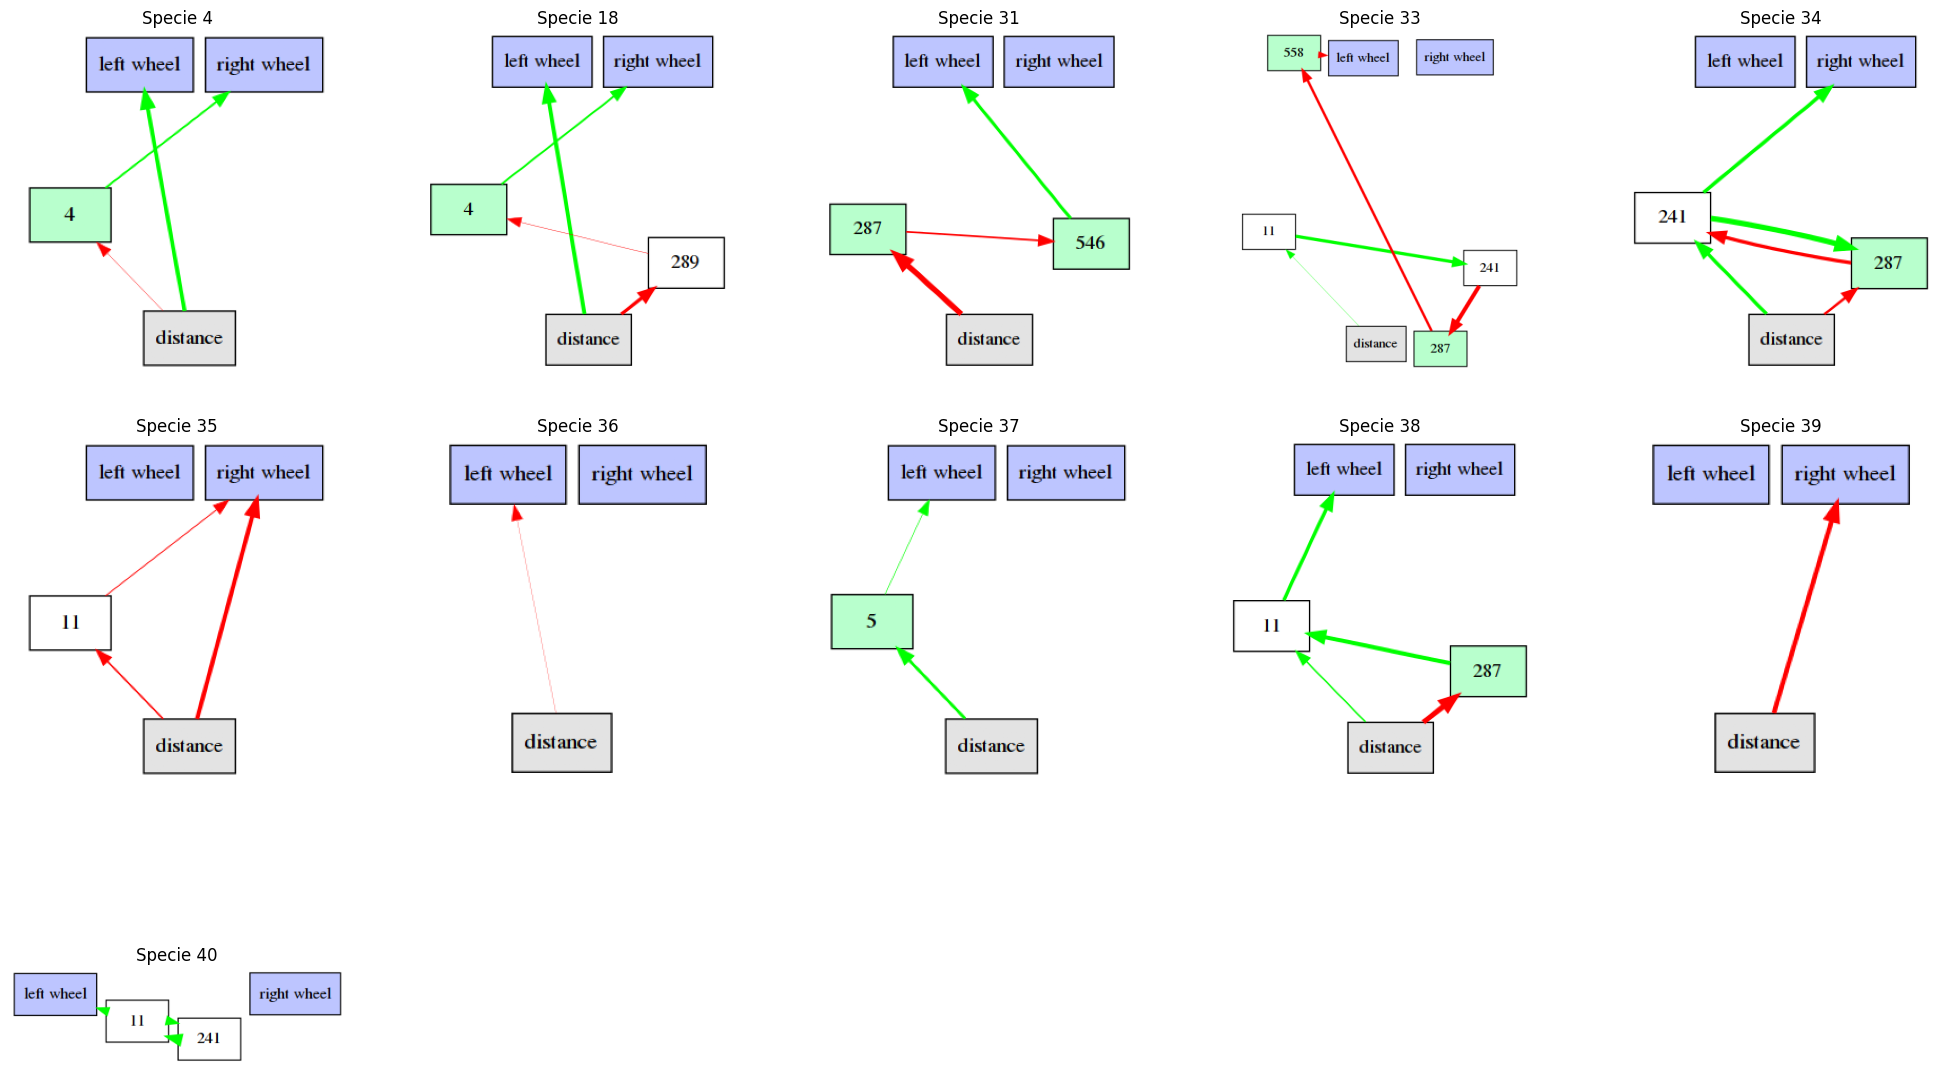 Specie 4
left wheel
right wheel
4
distance
Specie 18
left wheel
right wheel
4
289
distance
Specie 31
left wheel
right wheel
287
546
distance
Specie 33
558
left wheel
right wheel
11
241
distance
287
Specie 34
left wheel
right wheel
241
287
distance
Specie 35
left wheel
right wheel
11
distance
Specie 36
left wheel
right wheel
distance
Specie 37
left wheel
right wheel
5
distance
Specie 38
left wheel
right wheel
11
287
distance
Specie 39
left wheel
right wheel
distance
Specie 40
left wheel
right wheel
11
241